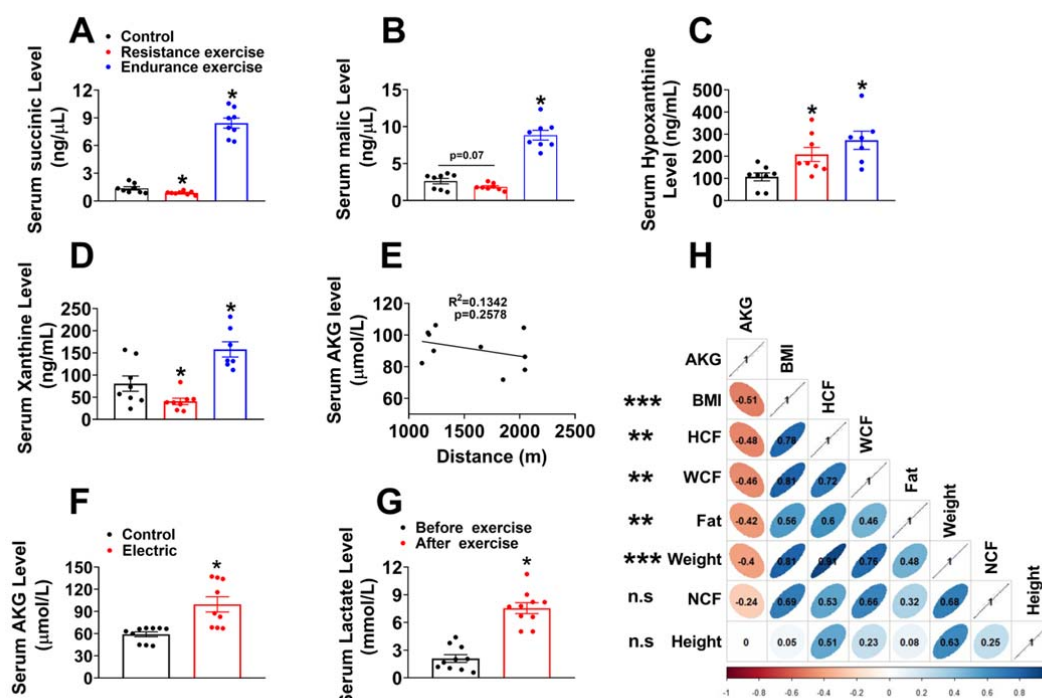 A
Control
Resistance exercise
Endurance exercise
Serum succinic Level
(ng/μL)
12
9
6
3
0
*
*
B
Serum malic Level
(ng/μL)
15
10
5
0
p=0.07
*
C
Serum Hypoxanthine
Level (ng/mL)
500
400
300
200
100
0
*
*
D
Serum Xanthine Level
(ng/mL)
250
200
150
100
50
0
*
*
E
Serum AKG level
(μmol/L)
120
100
80
60
R²=0.1342
p=0.2578
1000 1500 2000 2500
Distance (m)
F
Control
Electric
Serum AKG Level
(μmol/L)
150
120
90
60
30
0
*
G
Before exercise
After exercise
Serum Lactate Level
(mmol/L)
12
9
6
3
0
*
H
AKG
BMI
HCF
WCF
Fat
Weight
NCF
Height
AKG 1
*** BMI -0.51 1
** HCF -0.48 0.78 1
** WCF -0.46 0.81 0.72 1
** Fat -0.42 0.56 0.6 0.46 1
*** Weight -0.4 0.81 0.91 0.76 0.48 1
n.s NCF -0.24 0.69 0.53 0.66 0.32 0.68 1
n.s Height 0 0.05 0.51 0.23 0.08 0.63 0.25 1
-1 -0.8 -0.6 -0.4 -0.2 0 0.2 0.4 0.6 0.8